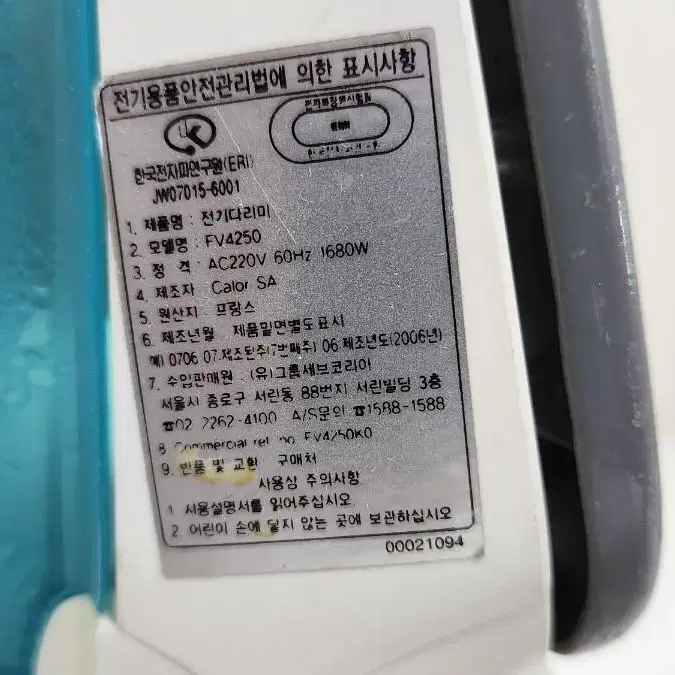 전기용품안전관리법에 의한 표시사항
한국전자파연구원(ERI)
JW07015-6001
1. 제품명 : 전기다리미
2. 모델명 : FV4250
3. 정 격 : AC220V 60Hz 1680W
4. 제조자 Calor SA
5. 원산지 : 프랑스
6. 제조년월 제품밑면별도표시
예) 0706 07.제조된주(7번째주) 06 제조년도(2006년)
7. 수입판매원 : (유)그룹세브코리아
서울시 종로구 서린동 88번지 서린빌딩 3층
☎02 2262-4100 A/S문의 ☎1588-1588
8 Commercial ref. no. FV4250K0
9. 반품 및 교환 구매처
사용상 주의사항
1 사용설명서를 읽어주십시오.
2. 어린이 손에 닿지 않는 곳에 보관하십시오
00021094